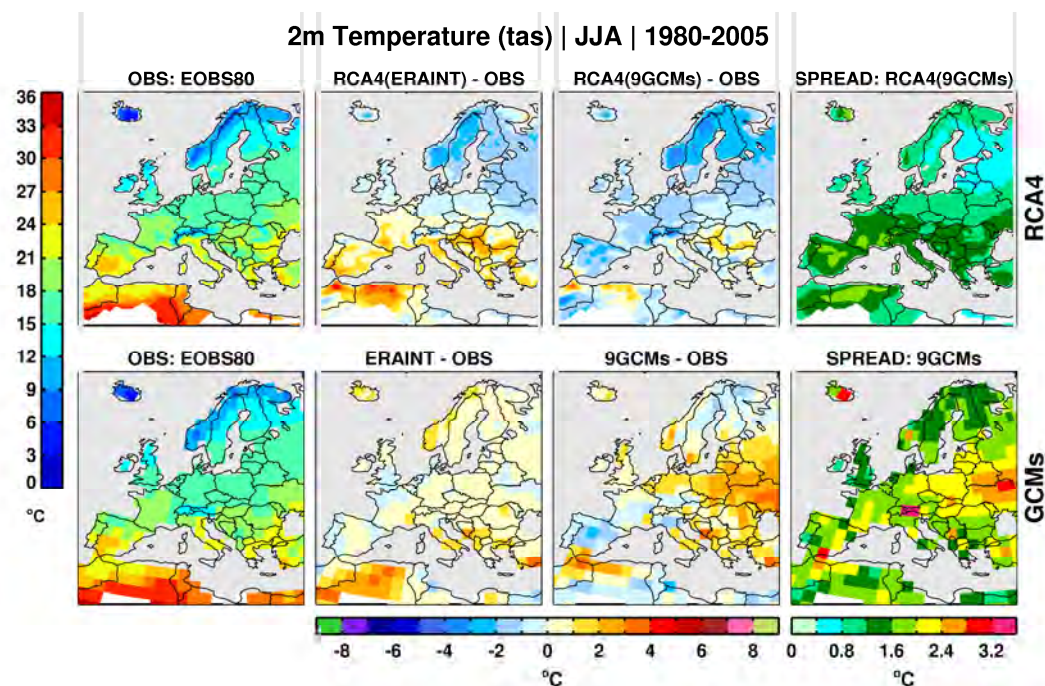 2m Temperature (tas) | JJA | 1980-2005
OBS: EOBS80
RCA4(ERAINT) - OBS
RCA4(9GCMs) - OBS
SPREAD: RCA4(9GCMs)
36
33
30
27
24
21
18
15
12
9
6
3
0
ºC
RCA4
OBS: EOBS80
ERAINT - OBS
9GCMs - OBS
SPREAD: 9GCMs
GCMs
-8 -6 -4 -2 0 2 4 6 8
ºC
0 0.8 1.6 2.4 3.2
ºC